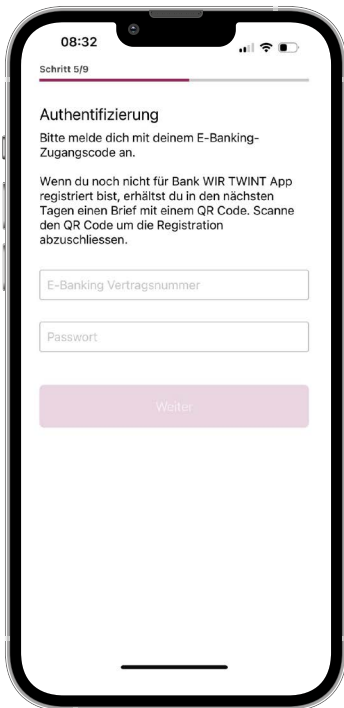 08:32
Schritt 5/9
Authentifizierung
Bitte melde dich mit deinem E-Banking-
Zugangscode an.
Wenn du noch nicht für Bank WIR TWINT App
registriert bist, erhältst du in den nächsten
Tagen einen Brief mit einem QR Code. Scanne
den QR Code um die Registration
abzuschliessen.
E-Banking Vertragsnummer
Passwort
Weiter